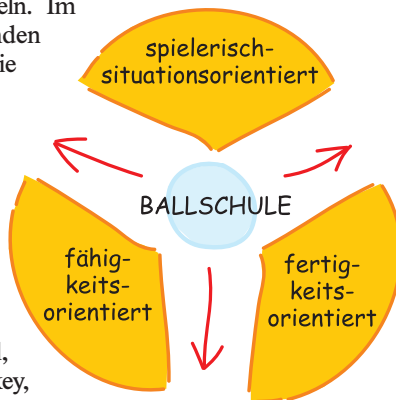 eln. Im
nden
ie
spielerisch-
situationsorientiert
BALLSCHULE
fähig-
keits-
orientiert
fertig-
keits-
orientiert
l,
key,